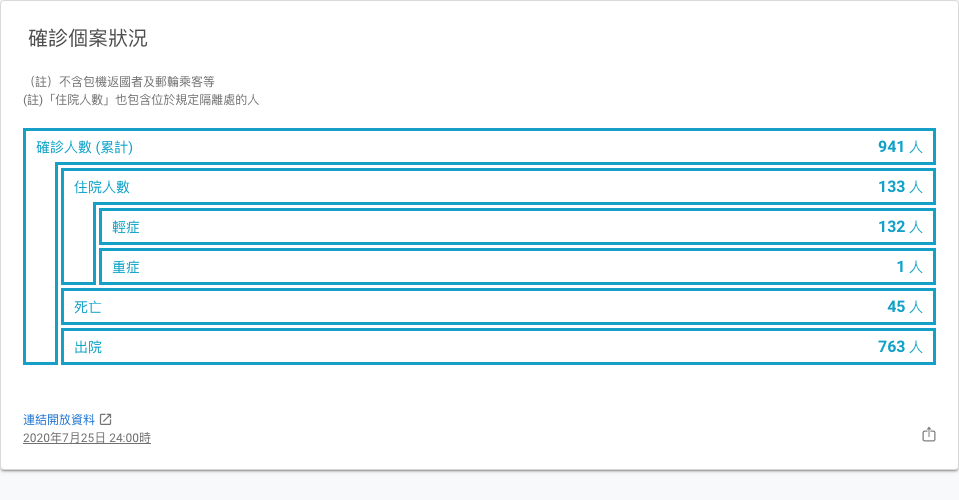 確診個案狀況
（註）不含包機返國者及郵輪乘客等
(註)「住院人數」也包含位於規定隔離處的人
確診人數 (累計) 941 人
住院人數 133 人
輕症 132 人
重症 1 人
死亡 45 人
出院 763 人
連結開放資料
2020年7月25日 24:00時